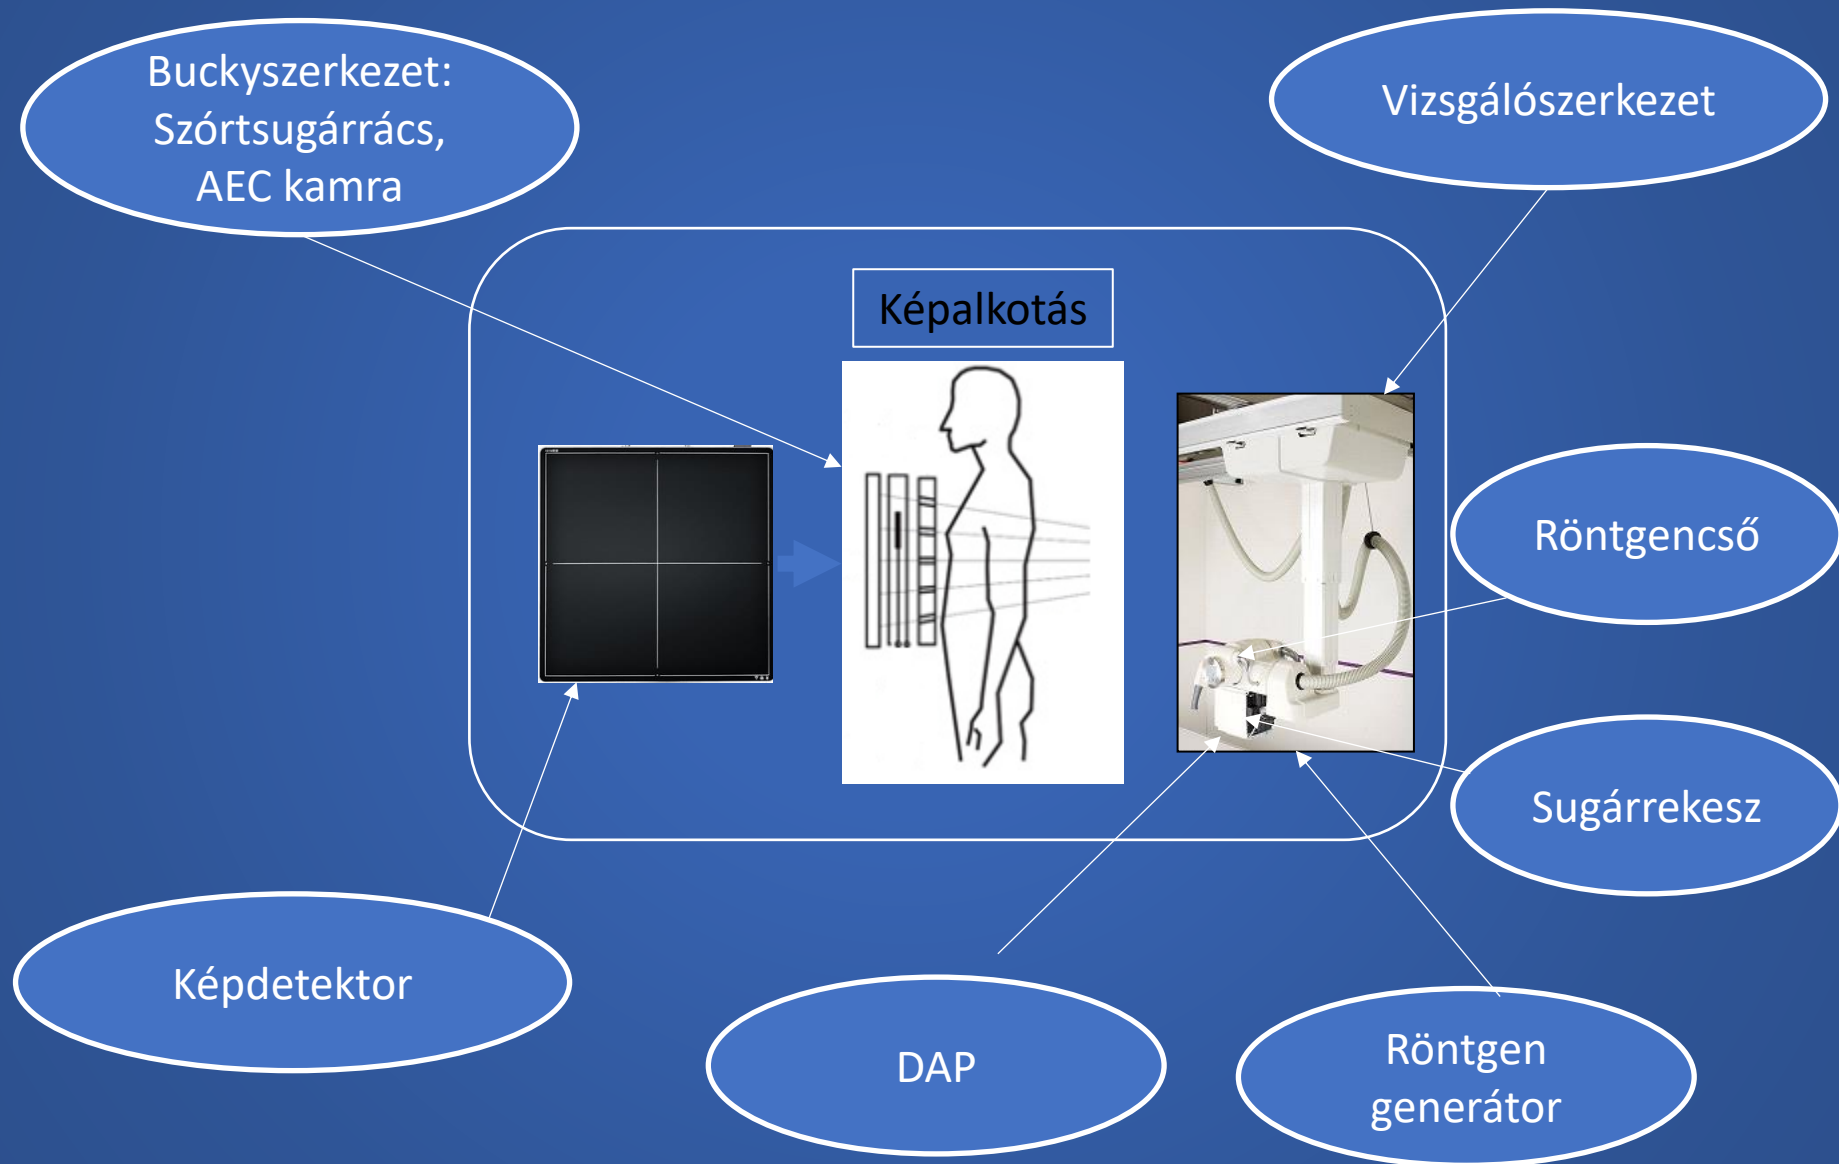 Buckyszerkezet:
Szórtsugárrács,
AEC kamra
Vizsgálószerkezet
Képalkotás
Röntgencső
Sugárrekesz
Képdetektor
DAP
Röntgen
generátor